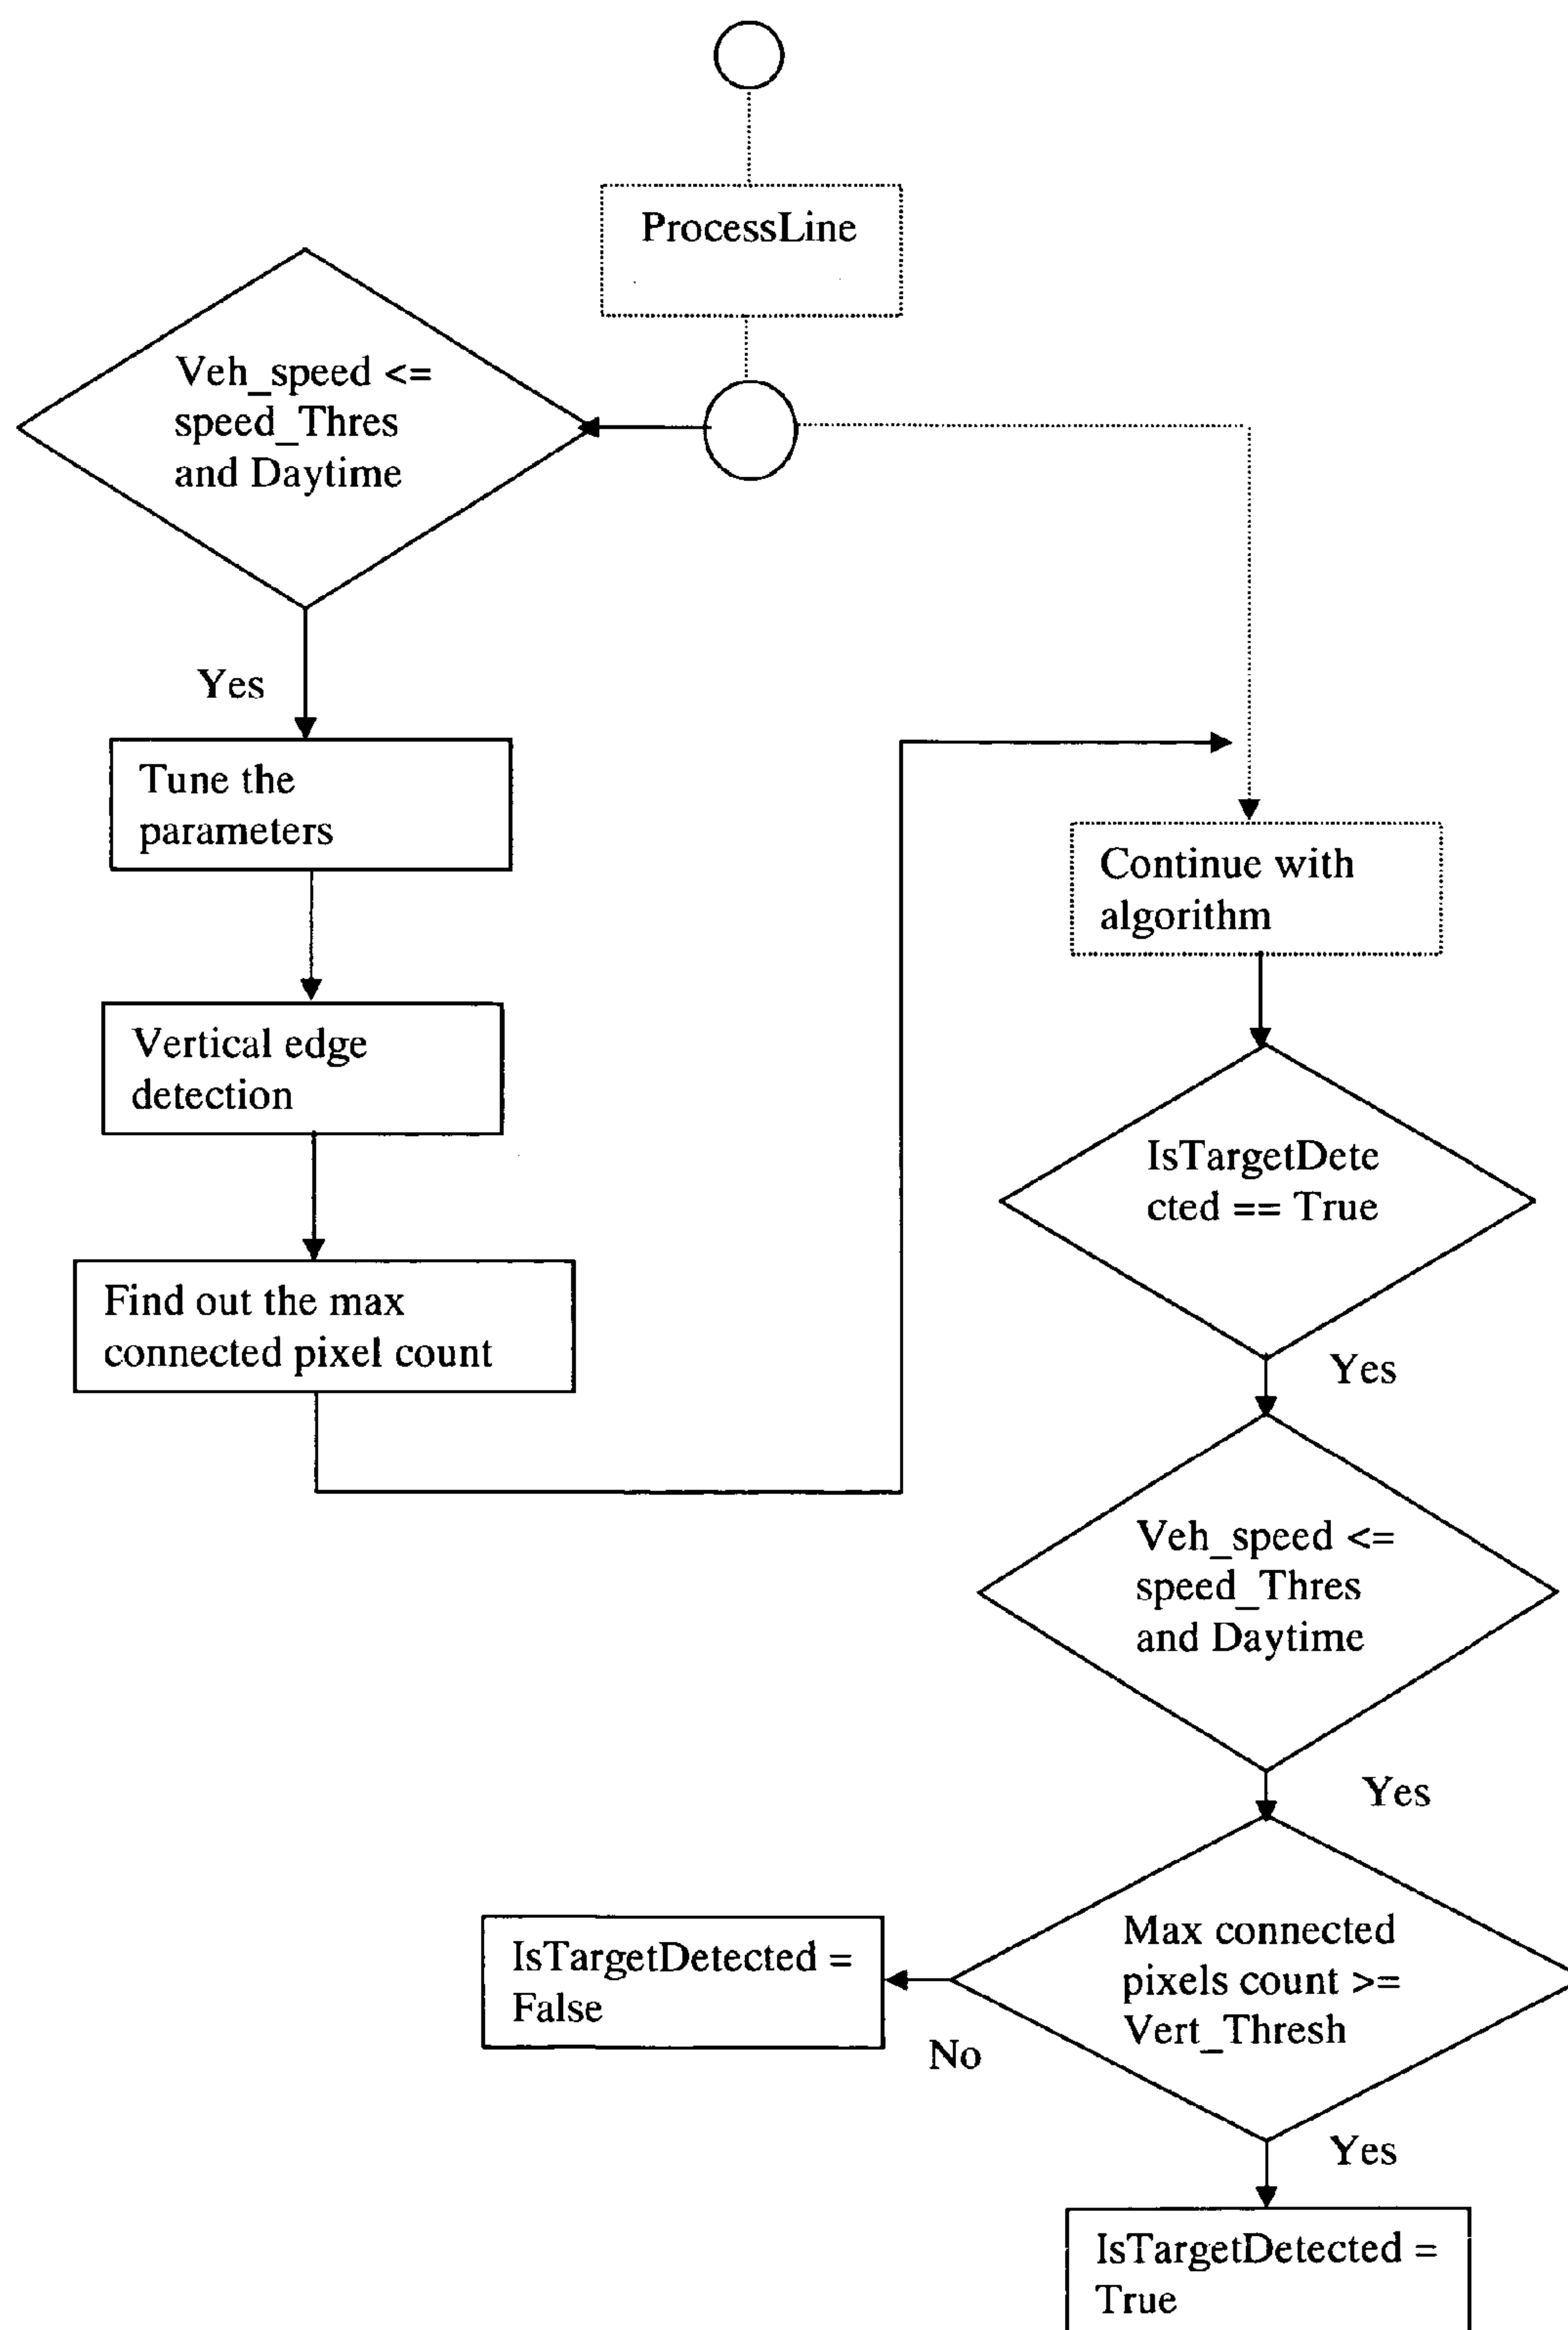 ProcessLine
Veh_speed <=
speed_Thres
and Daytime
Yes
Tune the
parameters
Vertical edge
detection
Find out the max
connected pixel count
Continue with
algorithm
IsTargetDete
cted == True
Yes
Veh_speed <=
speed_Thres
and Daytime
Yes
Max connected
pixels count >=
Vert_Thresh
No
IsTargetDetected =
False
Yes
IsTargetDetected =
True